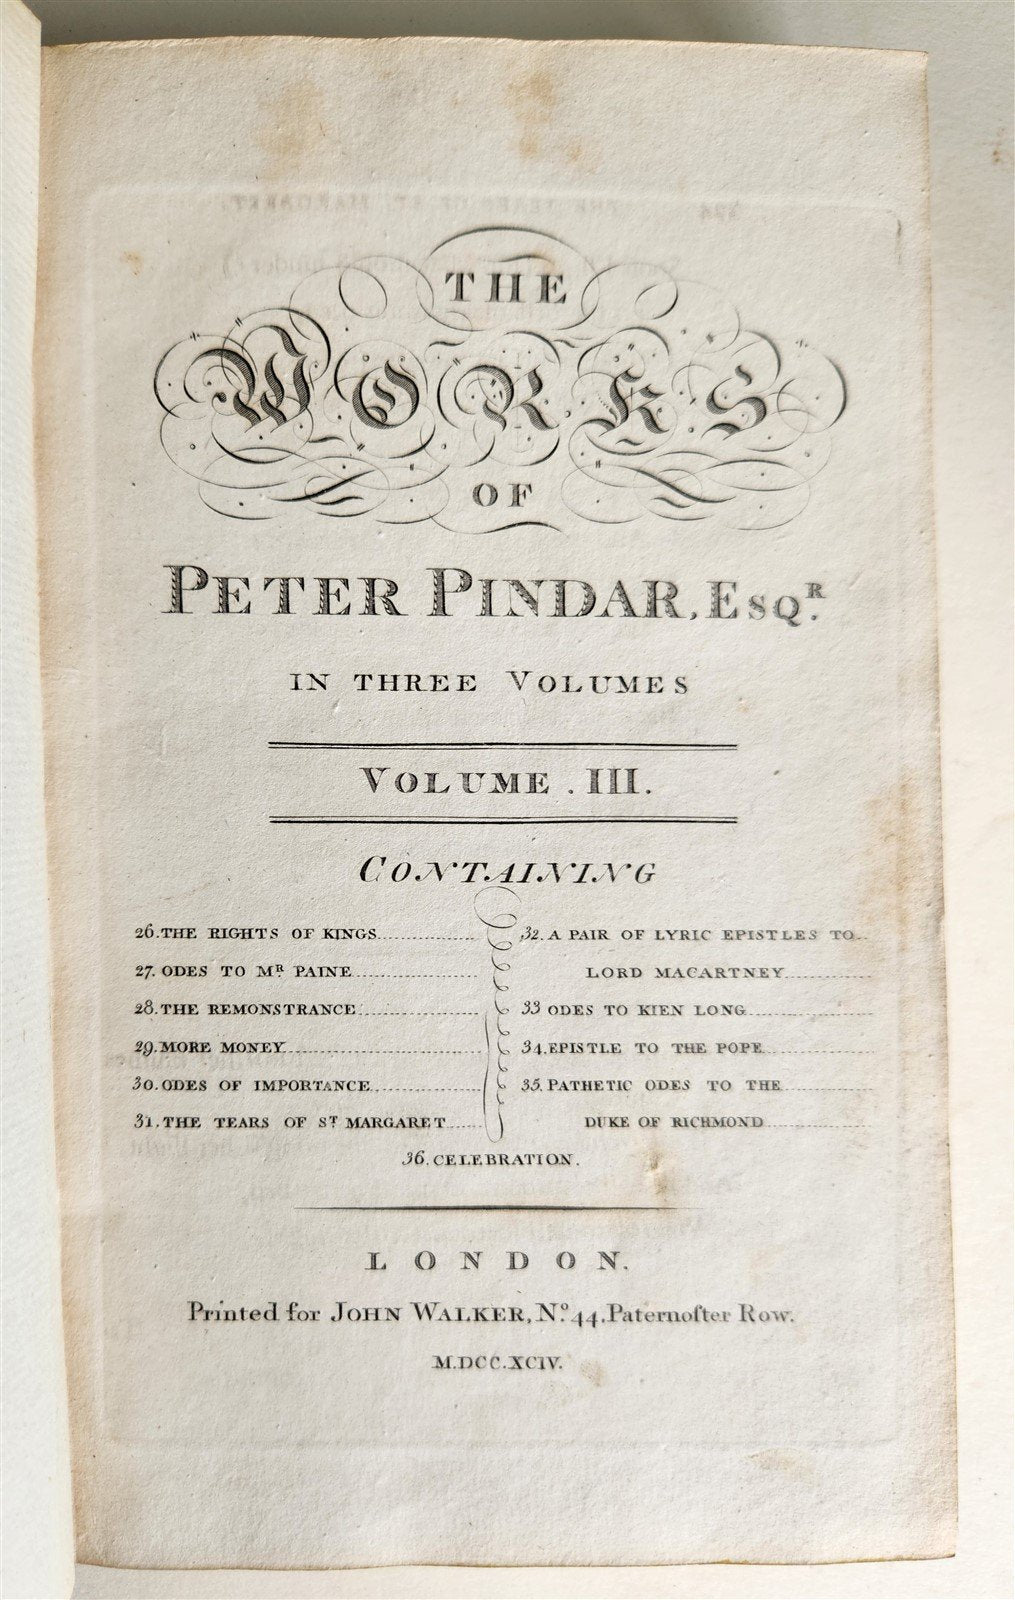 THE
WORKS
OF
PETER PINDAR, ESQR.
IN THREE VOLUMES
VOLUME . III.
CONTAINING
26. THE RIGHTS OF KINGS
27. ODES TO MR. PAINE
28. THE REMONSTRANCE
29. MORE MONEY
30. ODES OF IMPORTANCE
31. THE TEARS OF ST MARGARET
32. A PAIR OF LYRIC EPISTLES TO
LORD MACARTNEY
33 ODES TO KIEN LONG
34. EPISTLE TO THE POPE
35. PATHETIC ODES TO THE
DUKE OF RICHMOND
36. CELEBRATION.
LONDON.
Printed for JOHN WALKER, No. 44, Paternoſter Row.
M.DCC.XCIV.